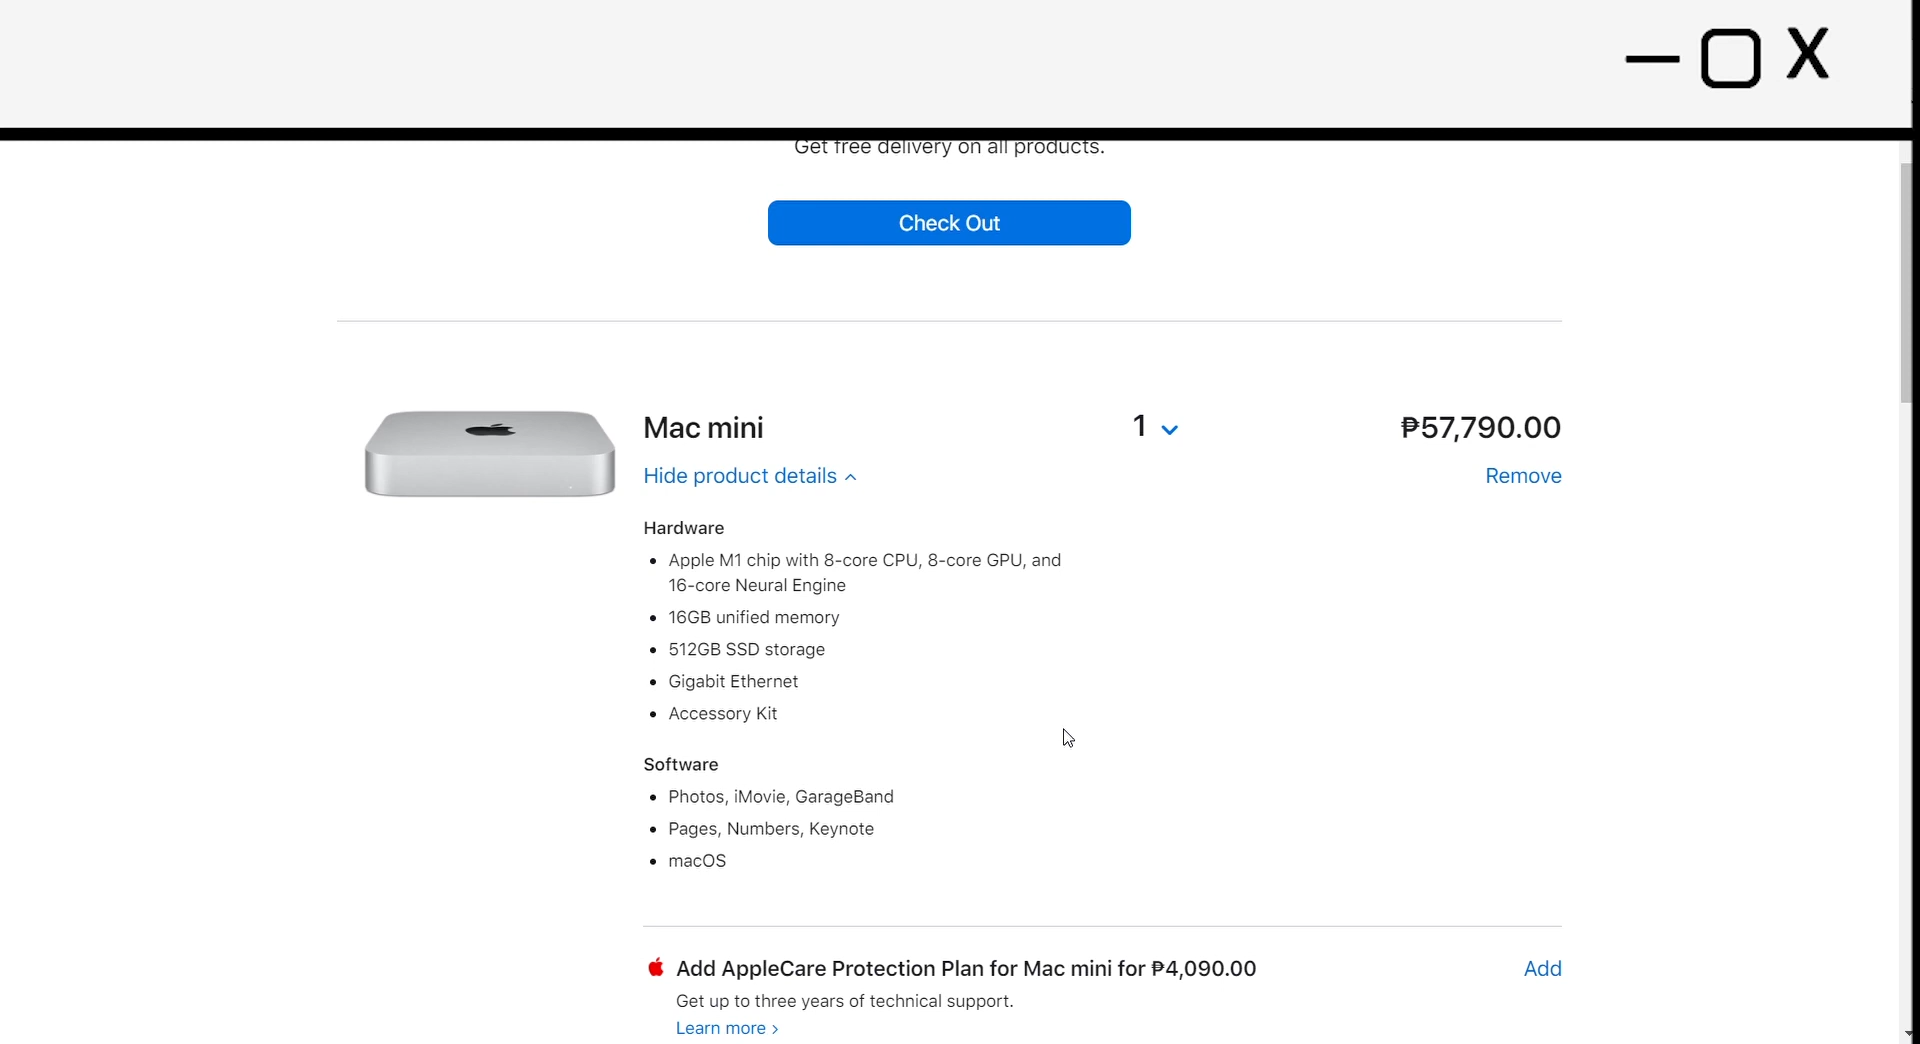 X
Get free delivery on all products.
Check Out
Mac mini
1
₱57,790.00
Hide product details
Remove
Hardware
• Apple M1 chip with 8-core CPU, 8-core GPU, and
16-core Neural Engine
• 16GB unified memory
• 512GB SSD storage
• Gigabit Ethernet
• Accessory Kit
Software
• Photos, iMovie, GarageBand
• Pages, Numbers, Keynote
• macOS
Add AppleCare Protection Plan for Mac mini for ₱4,090.00
Add
Get up to three years of technical support.
Learn more >